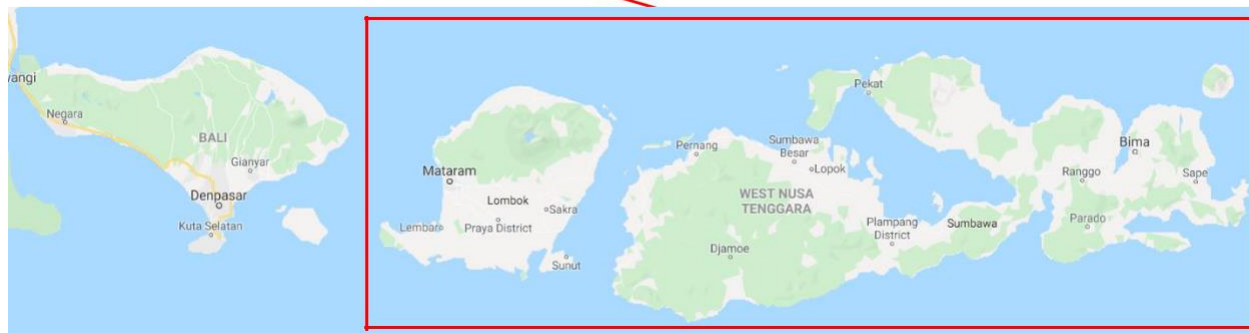 wangi
Negara
BALI
Gianyar
Denpasar
Kuta Selatan
Mataram
Lombok
Sakra
Lembar
Praya District
Sunut
Pekat
Pernang
Sumbawa
Besar
Lopok
WEST NUSA
TENGGARA
Djamoe
Plampang
District
Sumbawa
Bima
Ranggo
Sape
Parado